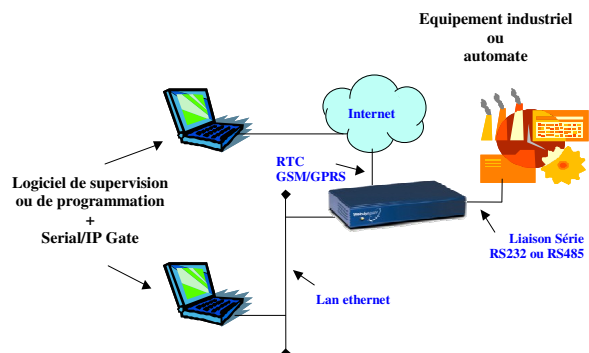 Equipement industriel
ou
automate
Internet
RTC
GSM/GPRS
Logiciel de supervision
ou de programmation
+
Serial/IP Gate
Liaison Série
RS232 ou RS485
Lan ethernet